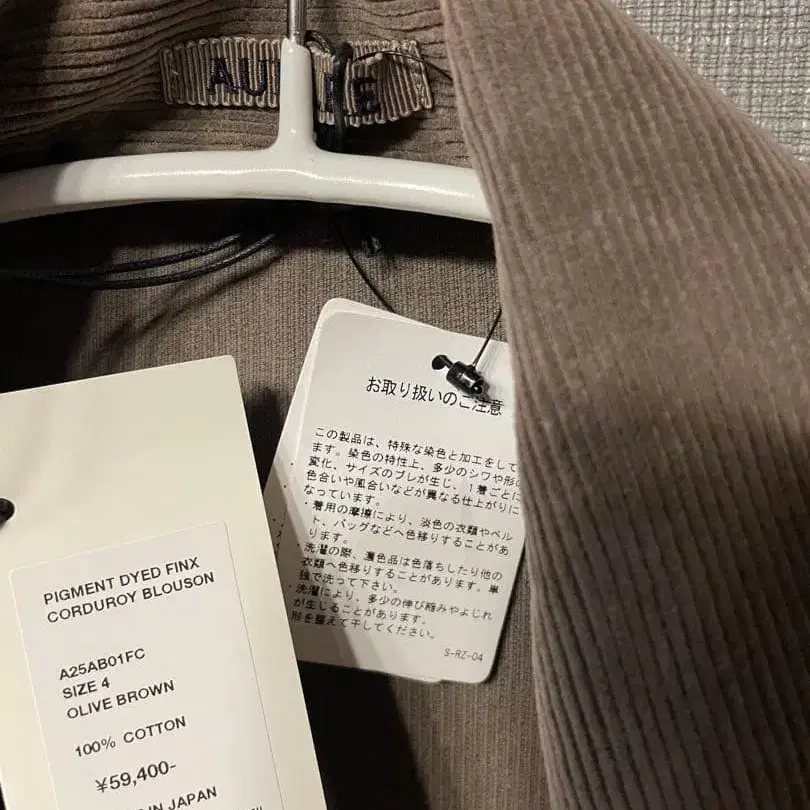 お取り扱いのご注意
この製品は、特殊な染色と加工をして
ます。染色の特性上、多少のシワや形の
変化、サイズのブレが生じ、1着ごとに
色合いや風合いなどが異なる仕上がりに
なっています。
・着用の摩擦により、淡色の衣類やベル
ト、バッグなどへ色移りすることがあ
ります。
・洗濯の際、濃色品は色落ちしたり他の
衣類へ色移りすることがあります。単
独で洗って下さい。
・洗濯により、多少の伸び縮みやよじれ
が生じることがあります。
形を整えて干してください。
S-RZ-04
PIGMENT DYED FINX
CORDUROY BLOUSON
A25AB01FC
SIZE 4
OLIVE BROWN
100% COTTON
¥59,400-
IN JAPAN